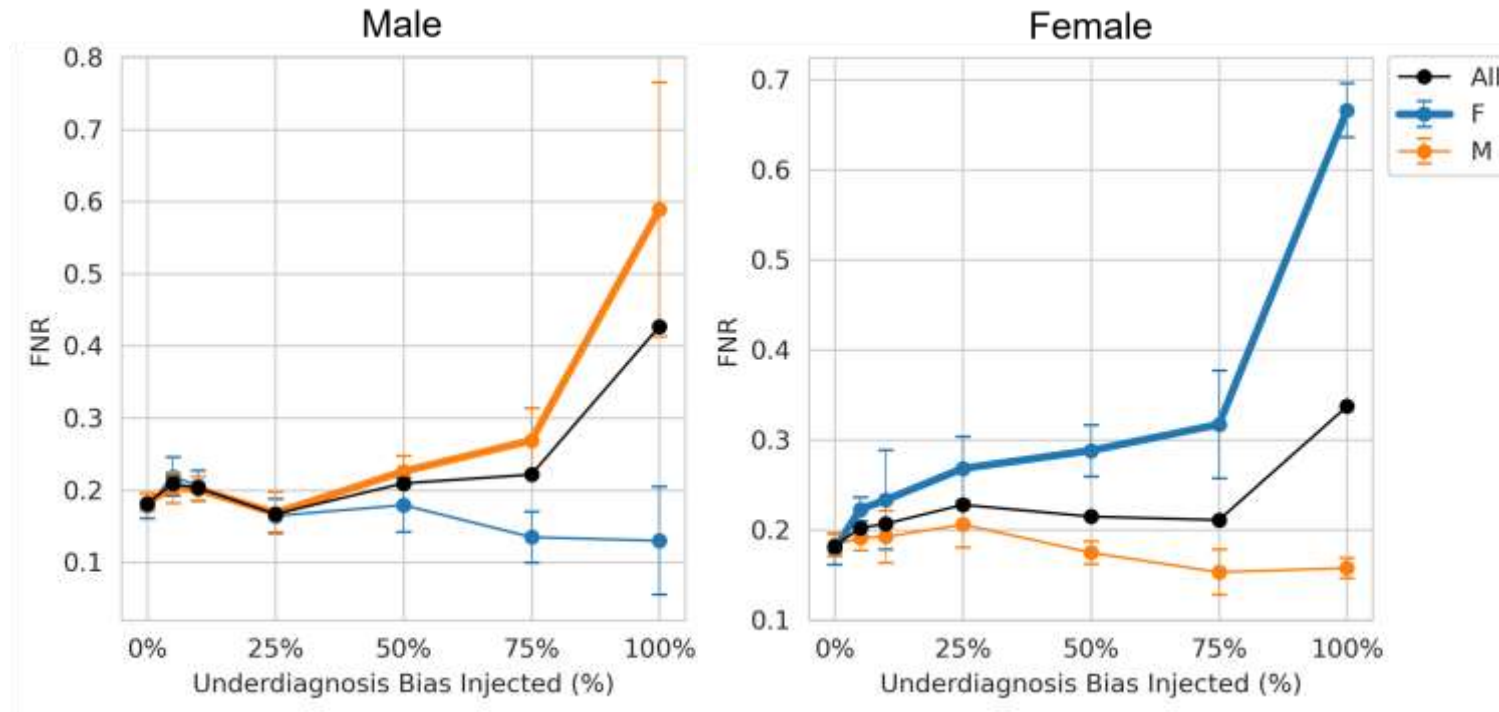 Male
Female
0.8
0.7
0.6
0.5
0.4
0.3
0.2
0.1
FNR
0%
25%
50%
75%
100%
Underdiagnosis Bias Injected (%)
0.7
0.6
0.5
0.4
0.3
0.2
0.1
FNR
0%
25%
50%
75%
100%
Underdiagnosis Bias Injected (%)
All
F
M